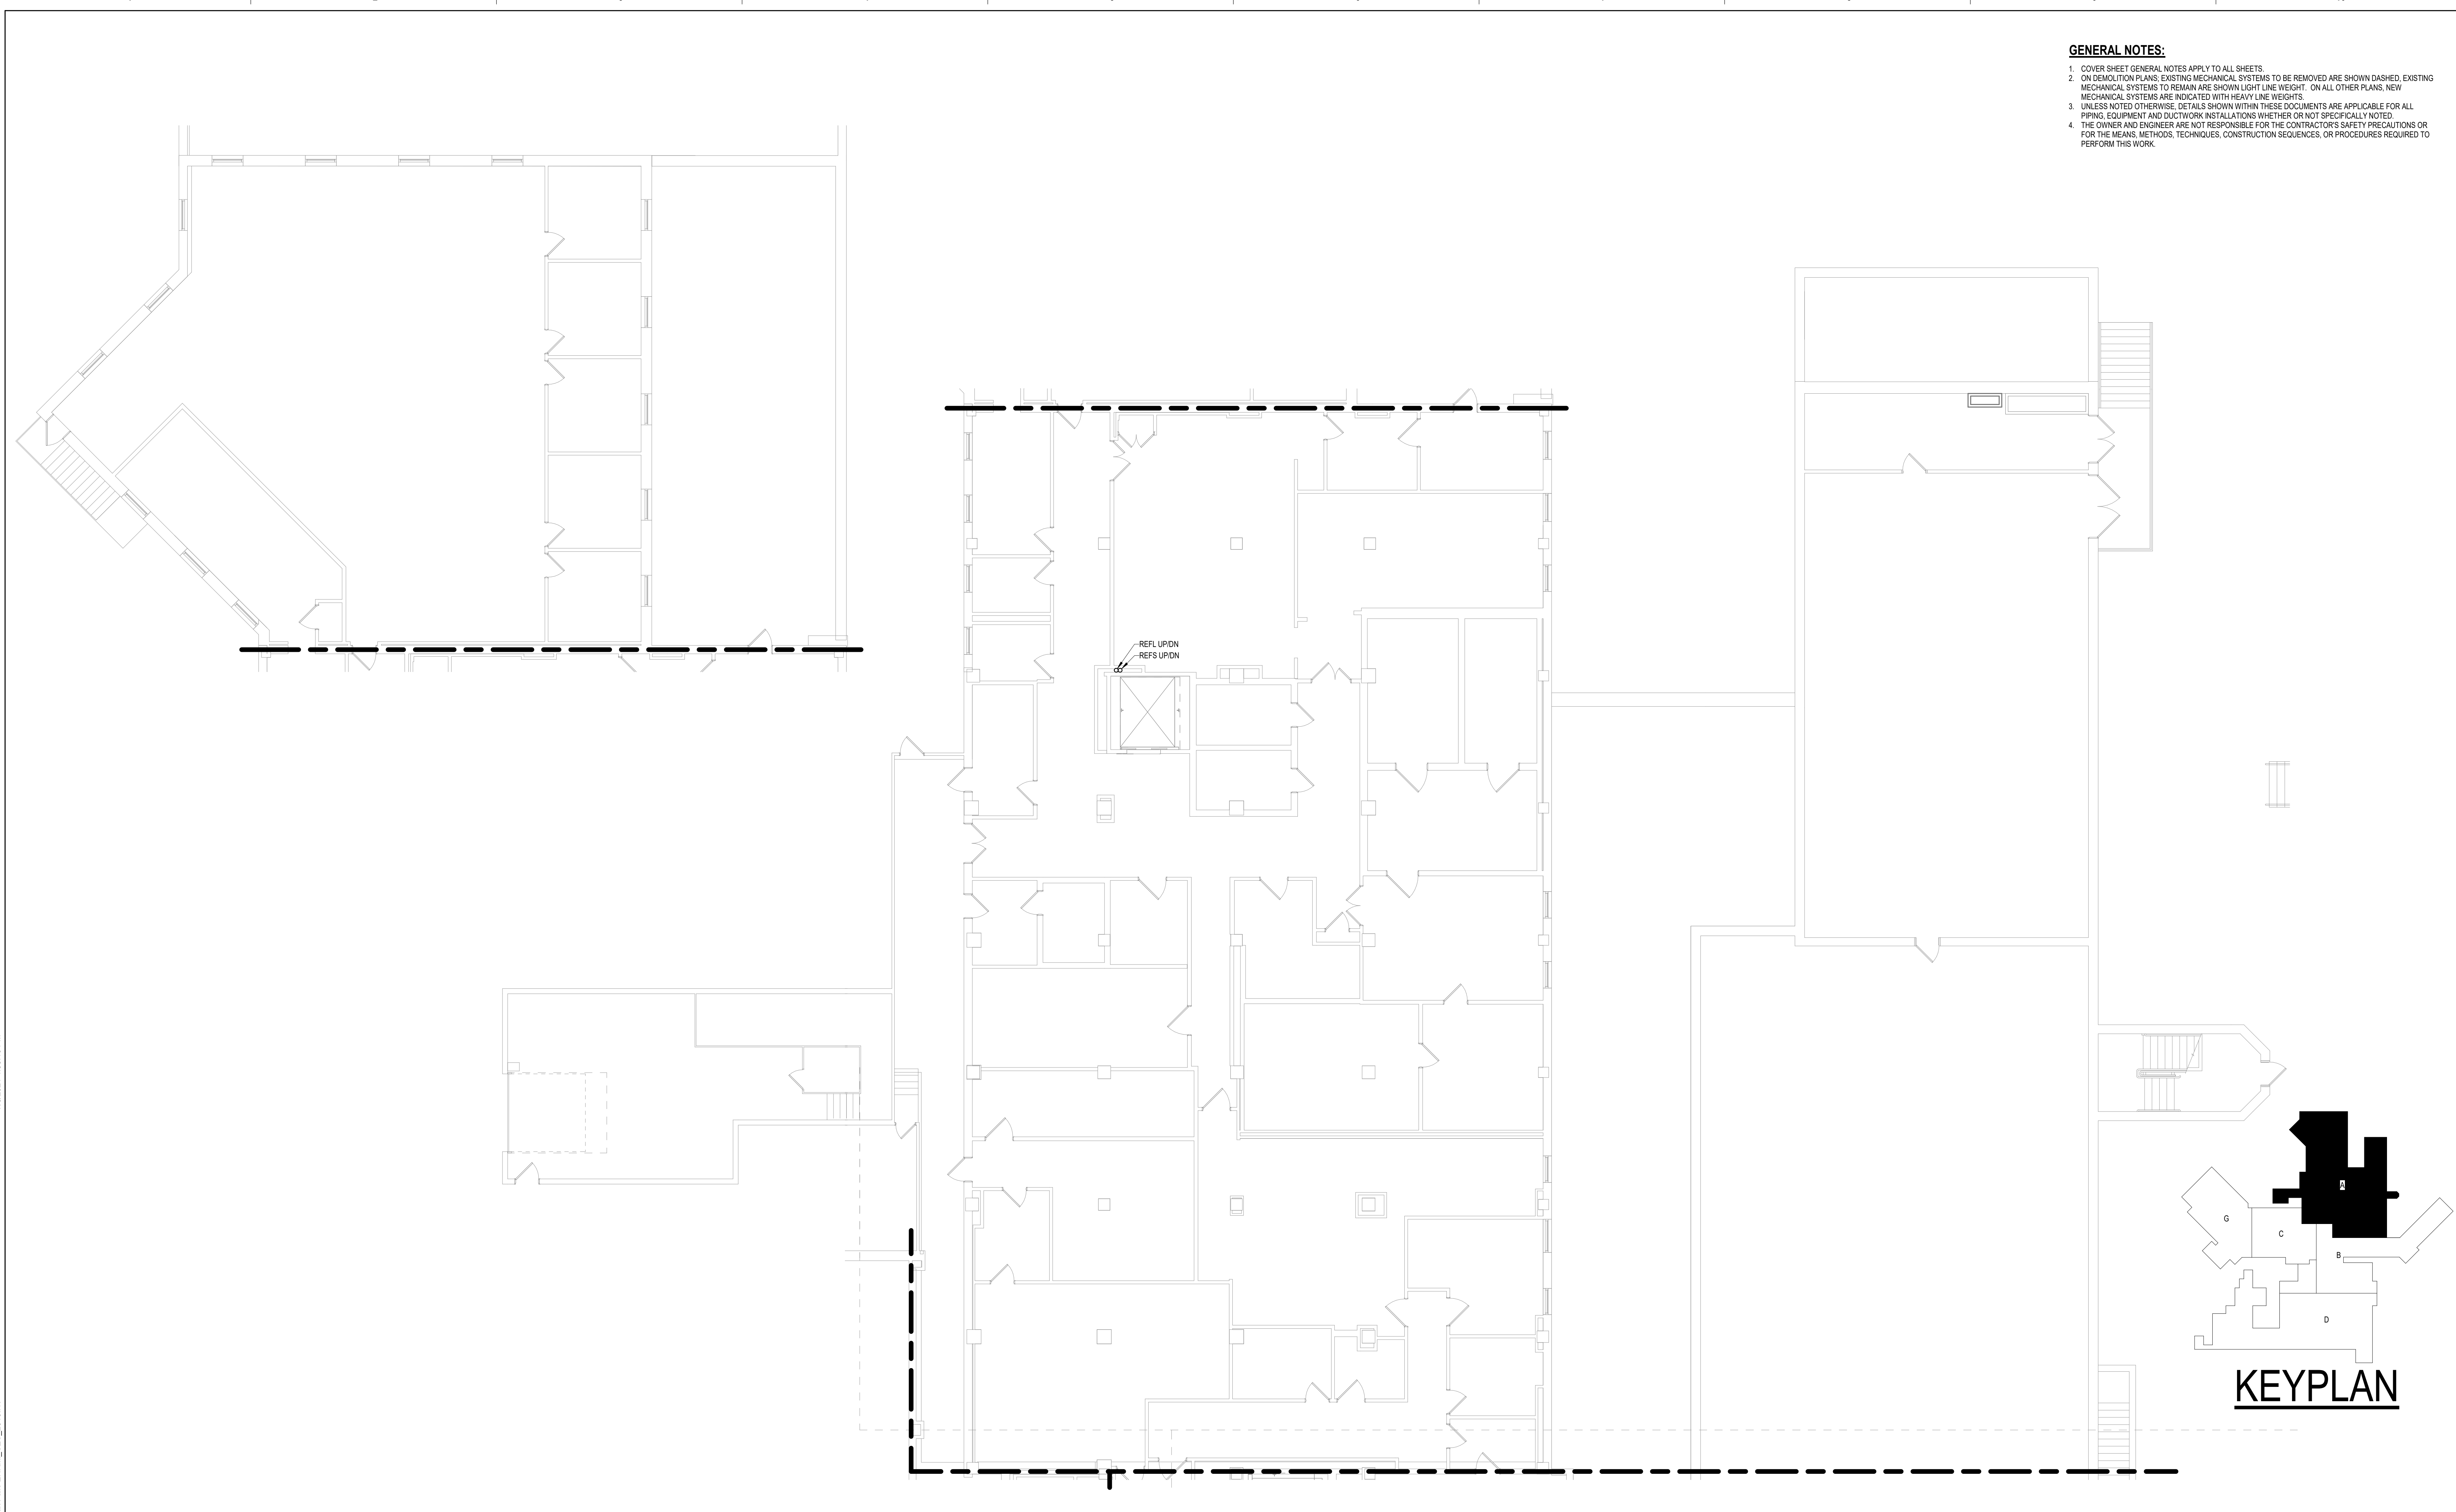 GENERAL NOTES:
1. COVER SHEET GENERAL NOTES APPLY TO ALL SHEETS.
2. ON DEMOLITION PLANS; EXISTING MECHANICAL SYSTEMS TO BE REMOVED ARE SHOWN DASHED, EXISTING
MECHANICAL SYSTEMS TO REMAIN ARE SHOWN LIGHT LINE WEIGHT. ON ALL OTHER PLANS, NEW
MECHANICAL SYSTEMS ARE INDICATED WITH HEAVY LINE WEIGHTS.
3. UNLESS NOTED OTHERWISE, DETAILS SHOWN WITHIN THESE DOCUMENTS ARE APPLICABLE FOR ALL
PIPING, EQUIPMENT AND DUCTWORK INSTALLATIONS WHETHER OR NOT SPECIFICALLY NOTED.
4. THE OWNER AND ENGINEER ARE NOT RESPONSIBLE FOR THE CONTRACTOR'S SAFETY PRECAUTIONS OR
FOR THE MEANS, METHODS, TECHNIQUES, CONSTRUCTION SEQUENCES, OR PROCEDURES REQUIRED TO
PERFORM THIS WORK.
REFL UP/DN
REFS UP/DN
A
G
C
B
D
KEYPLAN